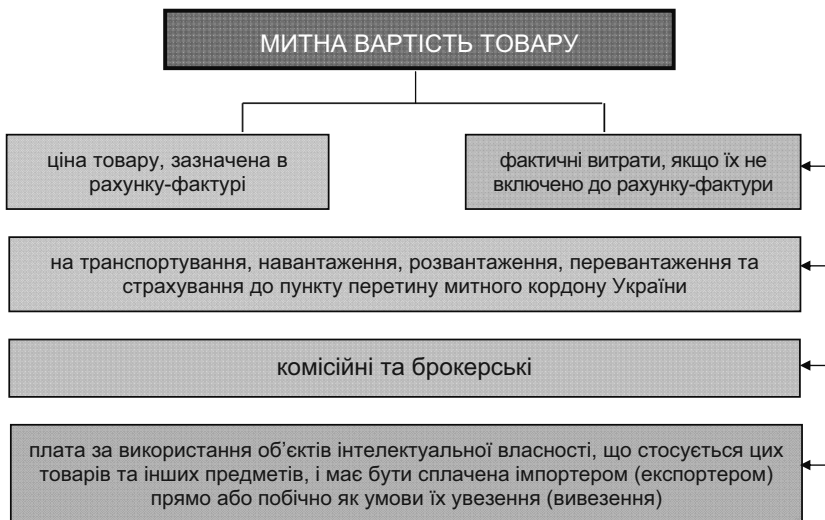 МИТНА ВАРТІСТЬ ТОВАРУ
ціна товару, зазначена в
рахунку-фактурі
фактичні витрати, якщо їх не
включено до рахунку-фактури
на транспортування, навантаження, розвантаження, перевантаження та
страхування до пункту перетину митного кордону України
комісійні та брокерські
плата за використання об’єктів інтелектуальної власності, що стосується цих
товарів та інших предметів, і має бути сплачена імпортером (експортером)
прямо або побічно як умови їх увезення (вивезення)